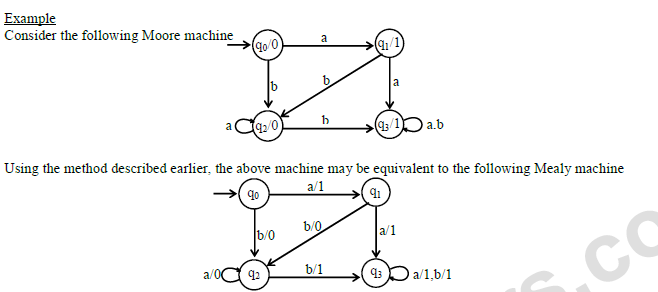 Example
Consider the following Moore machine
a
q0/0
q1/1
b
b
a
a
q2/0
b
q3/1
a.b
Using the method described earlier, the above machine may be equivalent to the following Mealy machine
a/1
q0
q1
b/0
b/0
a/1
a/0
q2
b/1
q3
a/1,b/1
s.co